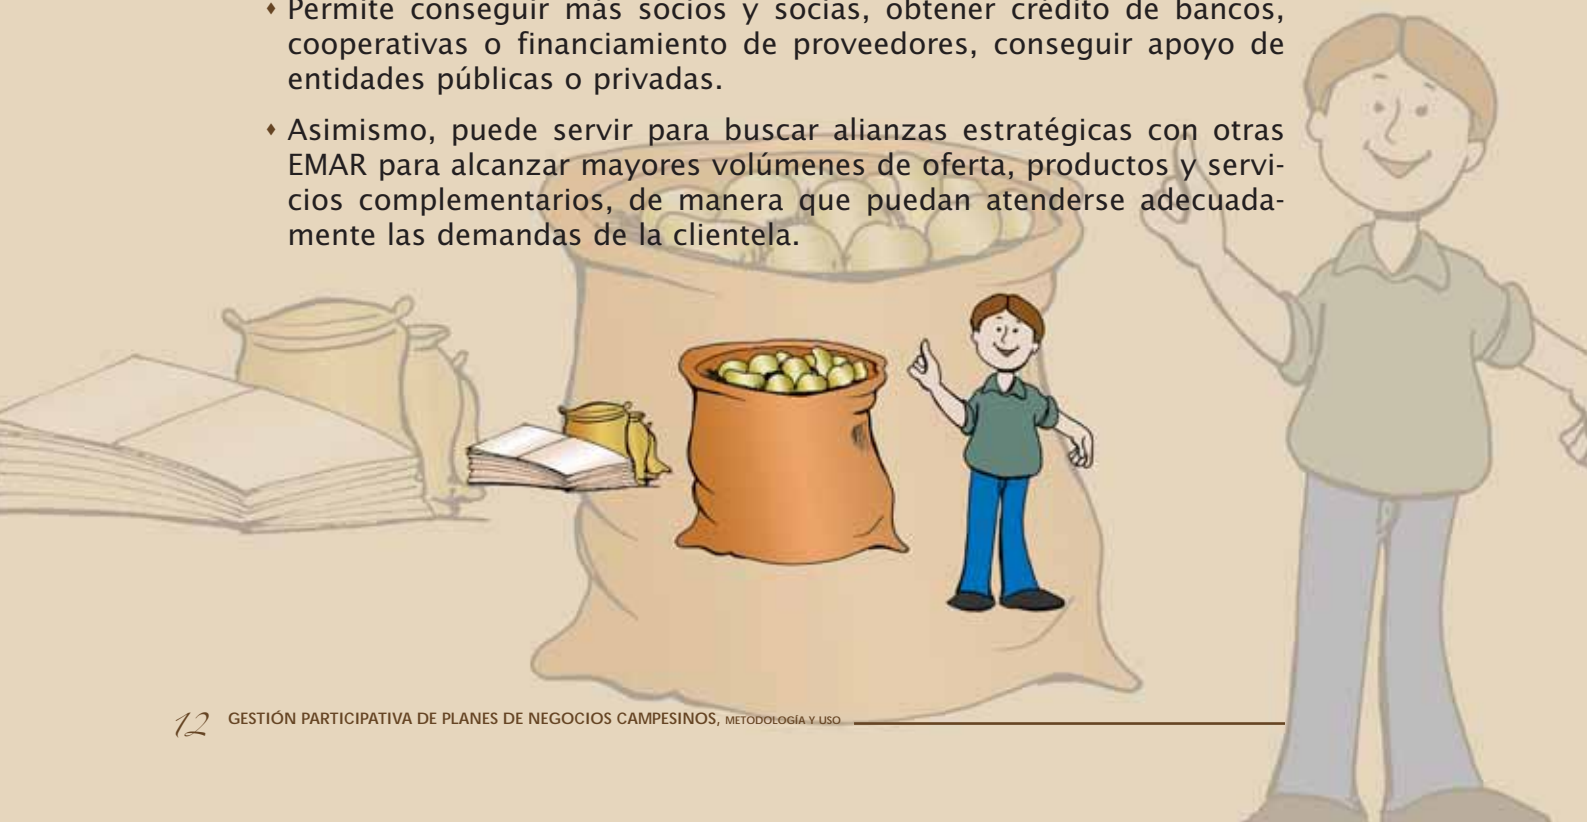 ♦ Permite conseguir más socios y socias, obtener crédito de bancos,
cooperativas o financiamiento de proveedores, conseguir apoyo de
entidades públicas o privadas.
♦ Asimismo, puede servir para buscar alianzas estratégicas con otras
EMAR para alcanzar mayores volúmenes de oferta, productos y servi-
cios complementarios, de manera que puedan atenderse adecuada-
mente las demandas de la clientela.
12 GESTIÓN PARTICIPATIVA DE PLANES DE NEGOCIOS CAMPESINOS, METODOLOGÍA Y USO